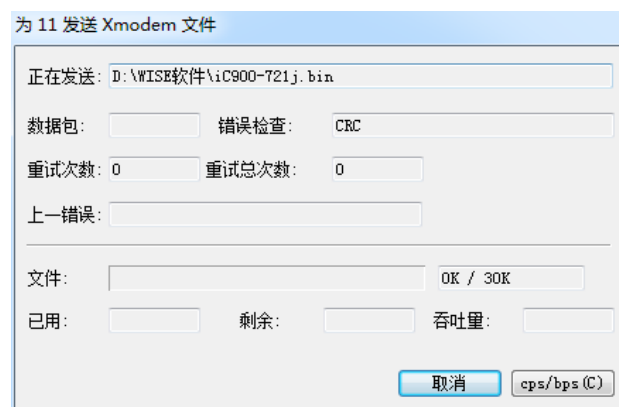 为 11 发送 Xmodem 文件
正在发送: D:\WISE软件\iC900-721j.bin
数据包: 错误检查: CRC
重试次数: 0 重试总次数: 0
上一错误:
文件: 0K / 30K
已用: 剩余: 吞吐量:
取消 cps/bps(C)